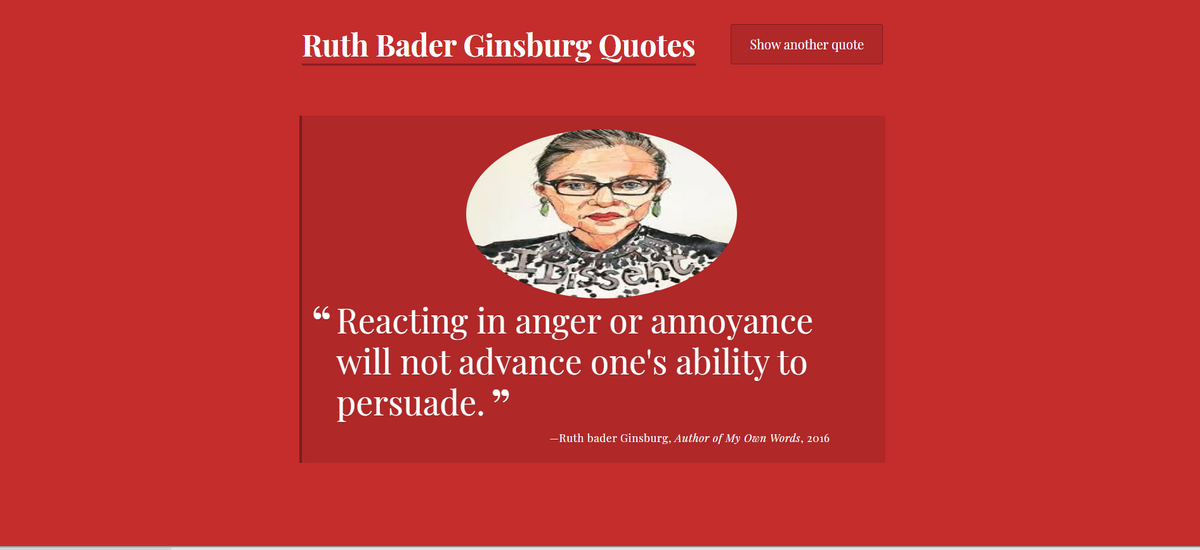 Ruth Bader Ginsburg Quotes
Show another quote
I Dissent
“ Reacting in anger or annoyance
will not advance one's ability to
persuade. ”
—Ruth bader Ginsburg, Author of My Own Words, 2016